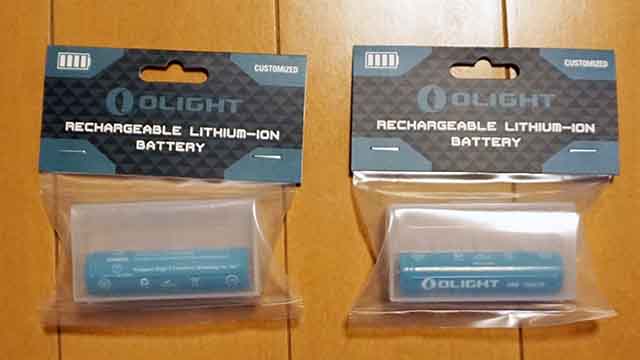 CUSTOMIZED
OLIGHT
RECHARGEABLE LITHIUM-ION
BATTERY
CUSTOMIZED
OLIGHT
RECHARGEABLE LITHIUM-ION
BATTERY
OLIGHT